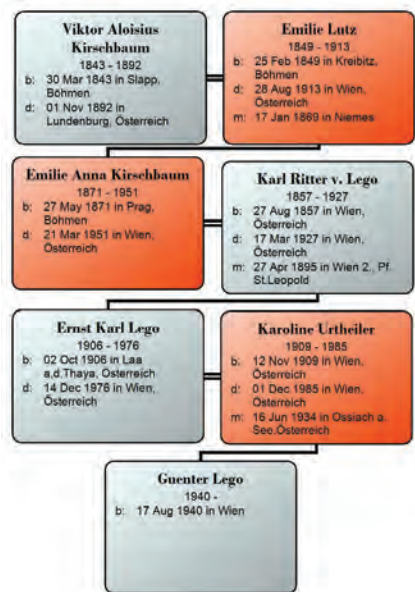 Viktor Aloisius
Kirschbaum
1843 - 1892
b: 30 Mar 1843 in Slapp,
Böhmen
d: 01 Nov 1892 in
Lundenburg, Österreich
Emilie Lutz
1849 - 1913
b: 25 Feb 1849 in Kreibitz,
Böhmen
d: 28 Aug 1913 in Wien,
Österreich
m: 17 Jan 1869 in Niemes
Emilie Anna Kirschbaum
1871 - 1951
b: 27 May 1871 in Prag,
Böhmen
d: 21 Mar 1951 in Wien,
Österreich
Karl Ritter v. Lego
1857 - 1927
b: 27 Aug 1857 in Wien,
Österreich
d: 17 Mar 1927 in Wien,
Österreich
m: 27 Apr 1895 in Wien 2., Pf.
St.Leopold
Ernst Karl Lego
1906 - 1976
b: 02 Oct 1906 in Laa
a,d.Thaya, Österreich
d: 14 Dec 1976 in Wien,
Österreich
Karoline Urtheiler
1909 - 1985
b: 12 Nov 1909 in Wien,
Österreich
d: 01 Dec 1985 in Wien,
Österreich
m: 16 Jun 1934 in Ossiach a.
See.Österreich
Guenter Lego
1940 -
b: 17 Aug 1940 in Wien